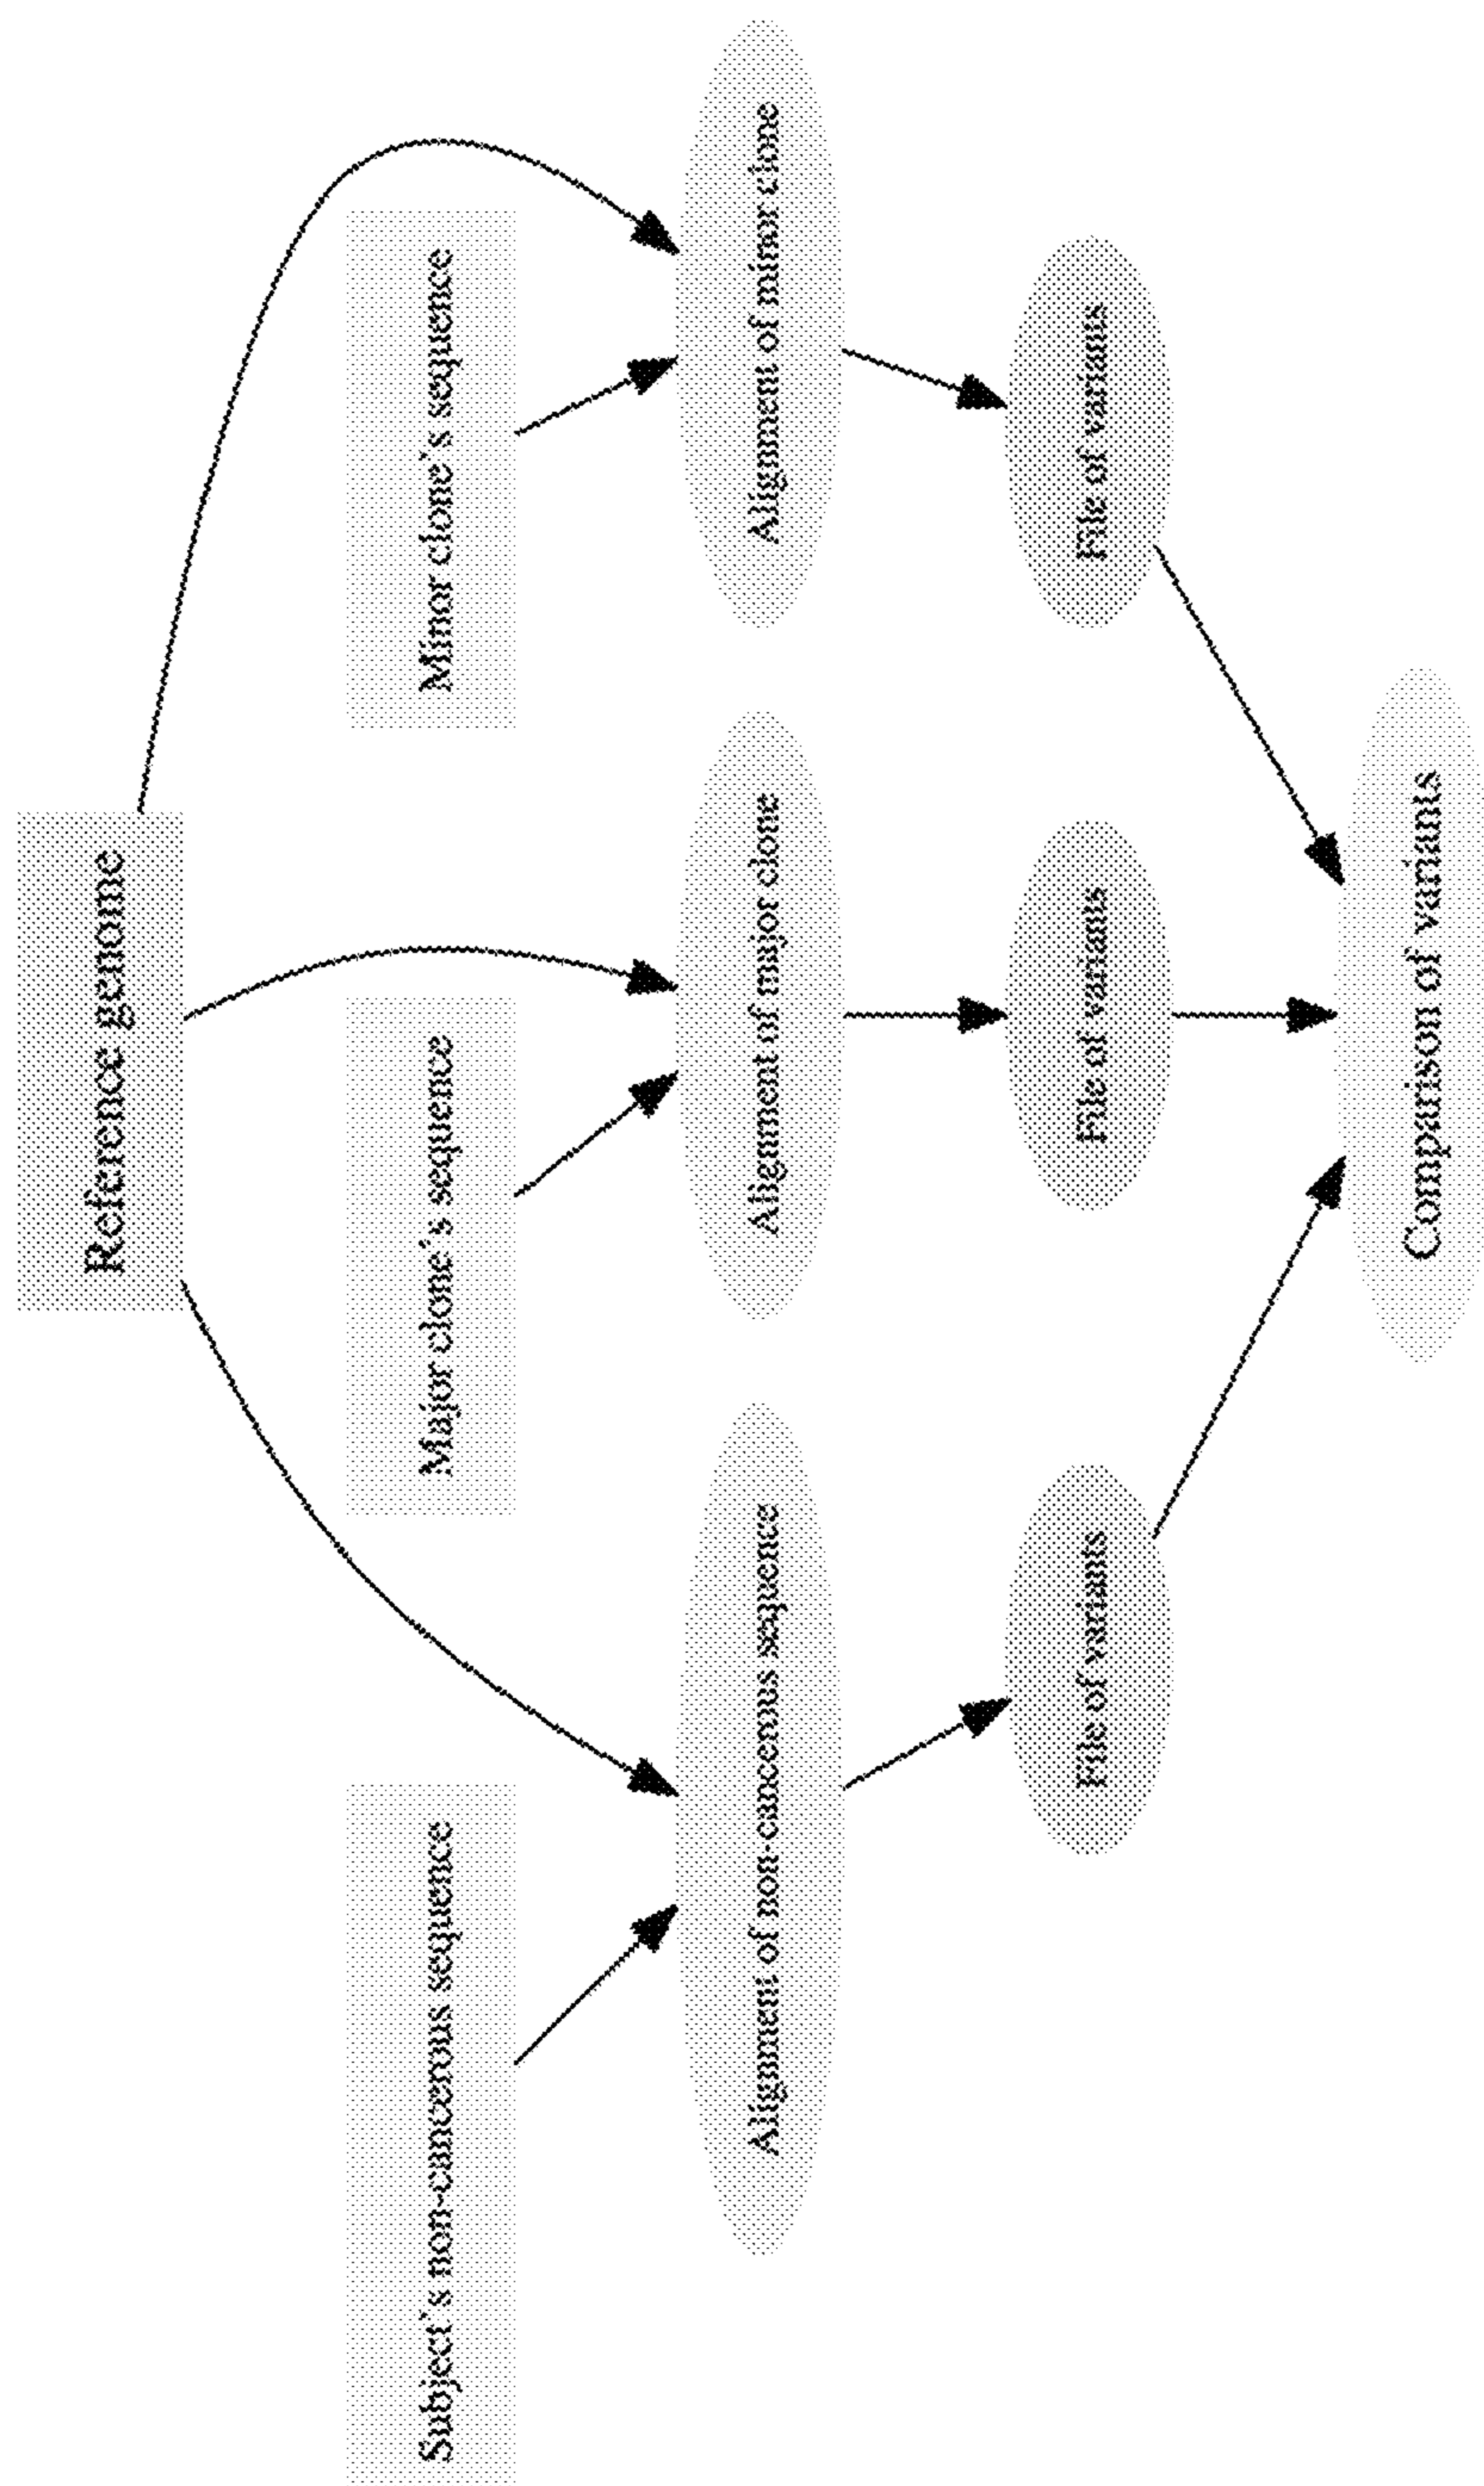 Reference genome
Subject's non-cancerous sequence
Major clone's sequence
Minor clone's sequence
Alignment of non-cancerous sequence
Alignment of major clone
Alignment of minor clone
File of variants
File of variants
File of variants
Comparison of variants